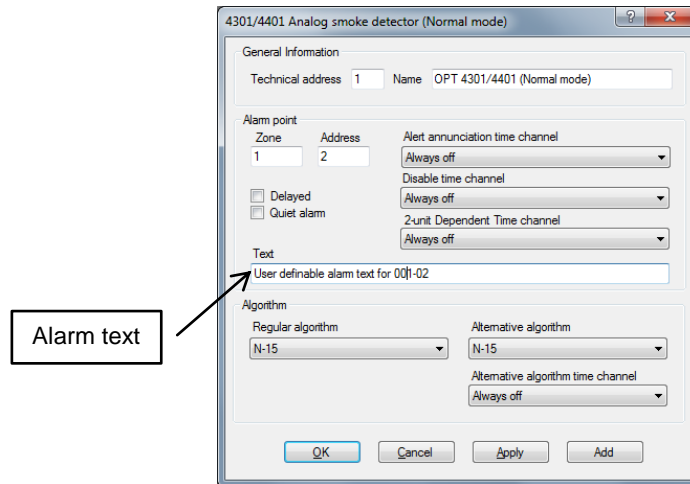 4301/4401 Analog smoke detector (Normal mode)
?
General Information
Technical address 1 Name OPT 4301/4401 (Normal mode)
Alarm point
Zone Address Alert annunciation time channel
1 2 Always off
Disable time channel
Delayed Always off
Quiet alarm
2-unit Dependent Time channel
Always off
Text
User definable alarm text for 001-02
Alarm text
Algorithm
Regular algorithm Alternative algorithm
N-15 N-15
Alternative algorithm time channel
Always off
OK Cancel Apply Add